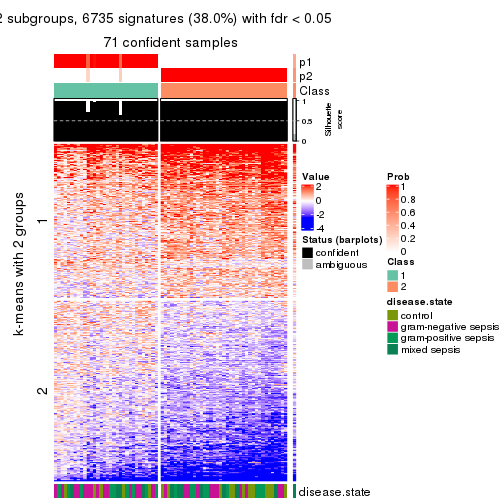 2 subgroups, 6735 signatures (38.0%) with fdr < 0.05
71 confident samples
p1
p2
Class
1
0.5
0
Silhouette
score
k-means with 2 groups
1
2
disease.state
Value
2
0
-2
-4
Status (barplots)
confident
ambiguous
Prob
1
0.8
0.6
0.4
0.2
0
Class
1
2
disease.state
control
gram-negative sepsis
gram-positive sepsis
mixed sepsis